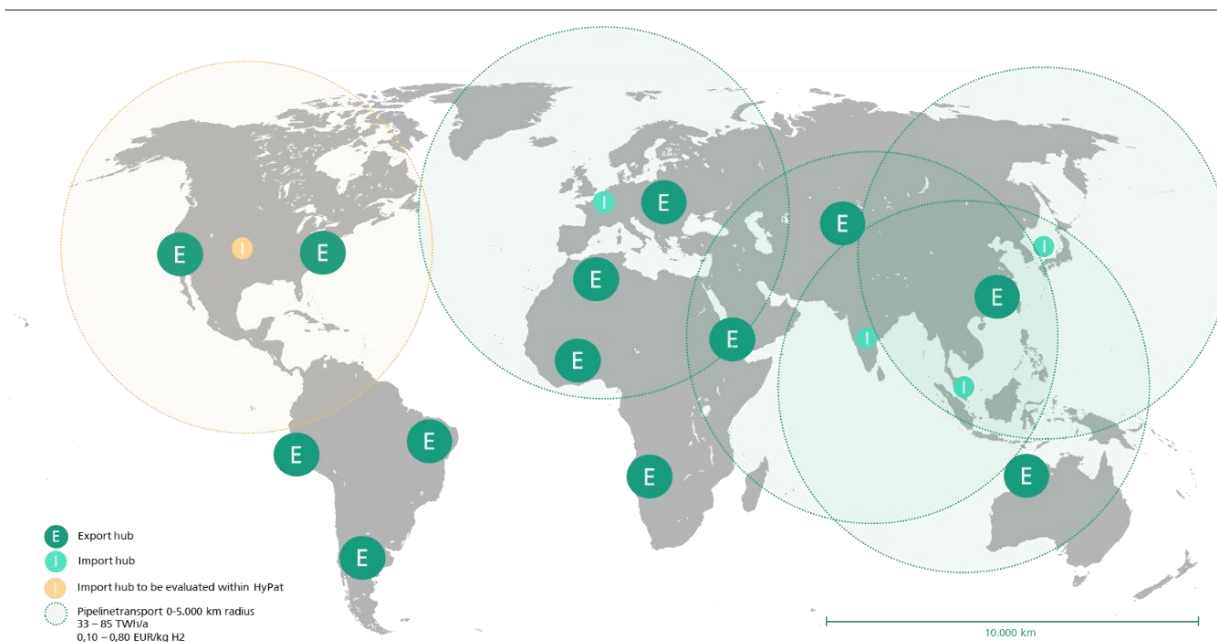 E
I
E
I
E
E
E
E
E
E
I
E
I
I
E
E
E
E
E
E Export hub
I Import hub
I Import hub to be evaluated within HyPat
Pipelinetransport 0-5.000 km radius
33 – 85 TWh/a
0,10 – 0,80 EUR/kg H2
10.000 km